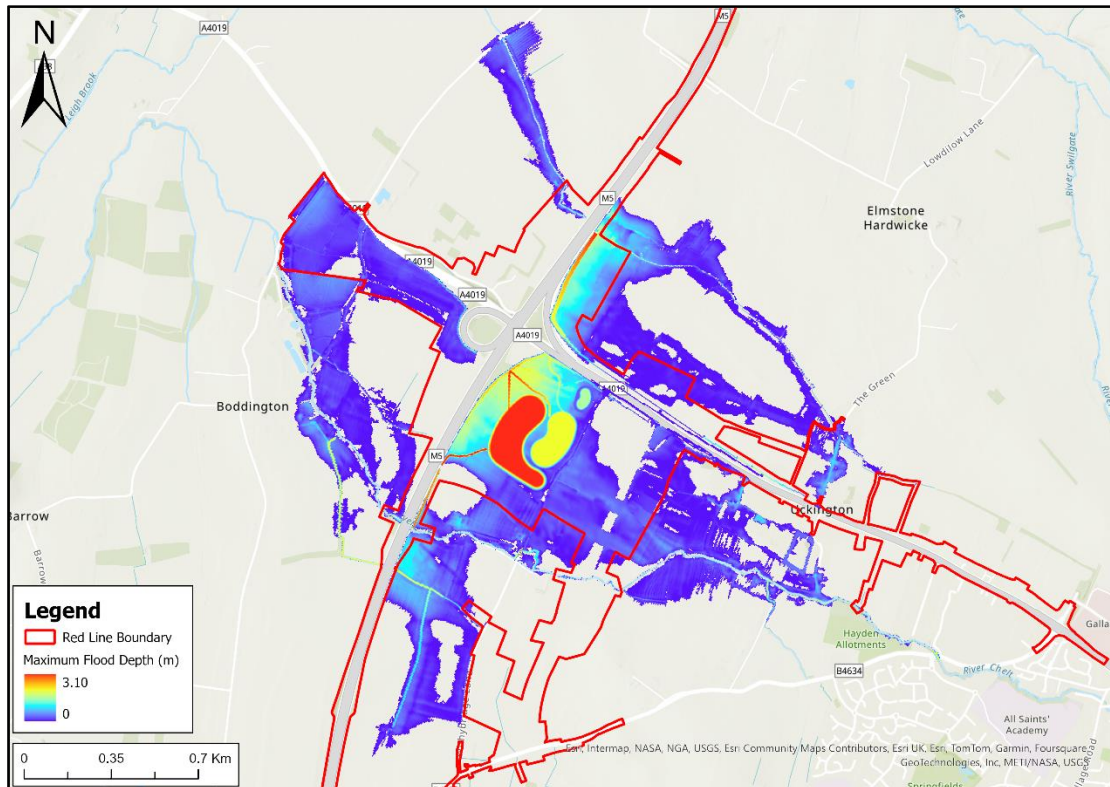 M5
A4019
N
Leigh Brook
Lowdilow Lane
River Swilgate
Elmstone
Hardwicke
M5
A4019
A4019
A4019
A4019
The Green
Boddington
M5
Uckington
Barrow
Barrow
Legend
Red Line Boundary
Maximum Flood Depth (m)
3.10
0
Hayden
Allotments
Galla
River Chelt
B4634
All Saints'
Academy
0 0.35 0.7 Km
Esri, Intermap, NASA, NGA, USGS, Esri Community Maps Contributors, Esri UK, Esri, TomTom, Garmin, Foursquare,
GeoTechnologies, Inc, METI/NASA, USGS
Springfields